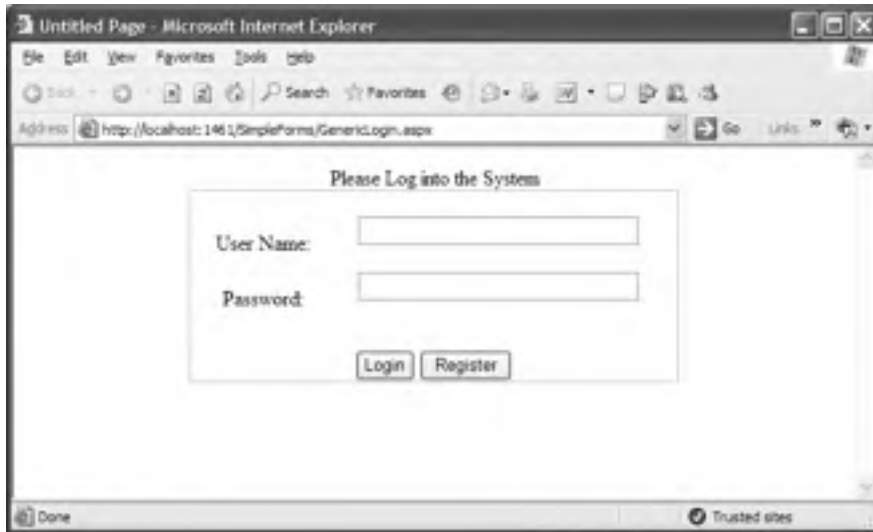 Untitled Page - Microsoft Internet Explorer
File Edit View Favorites Tools Help
Back Search Favorites
Address http://localhost:1461/SimpleForms/GenericLogin.aspx Go Links »
Please Log into the System
User Name:
Password:
Login Register
Done Trusted sites